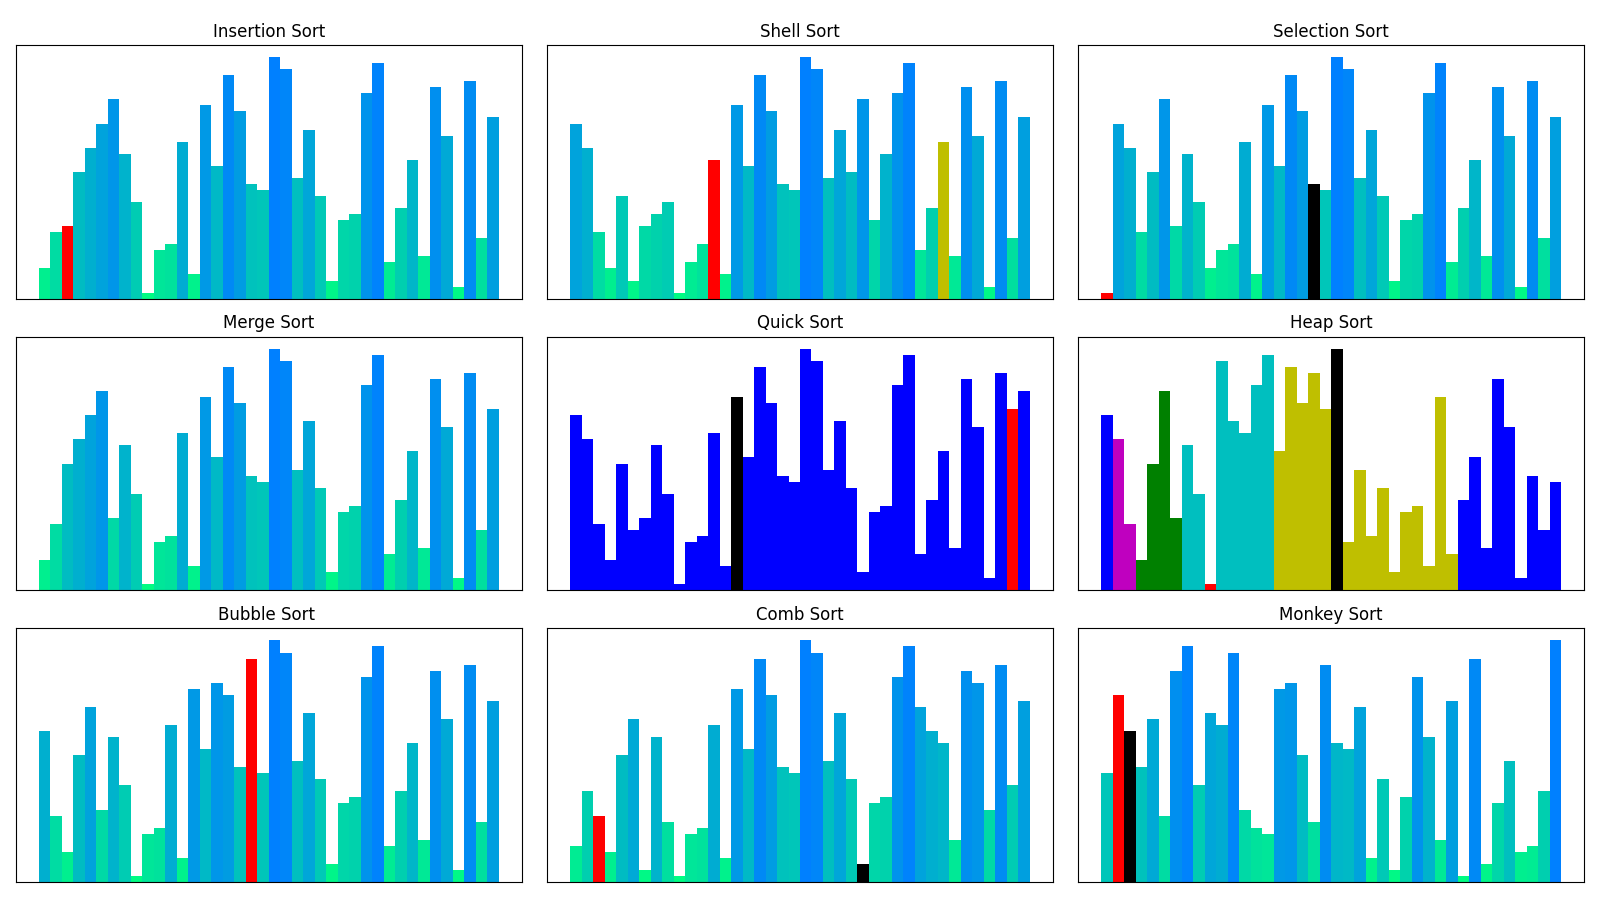 Insertion Sort
Shell Sort
Selection Sort
Merge Sort
Quick Sort
Heap Sort
Bubble Sort
Comb Sort
Monkey Sort